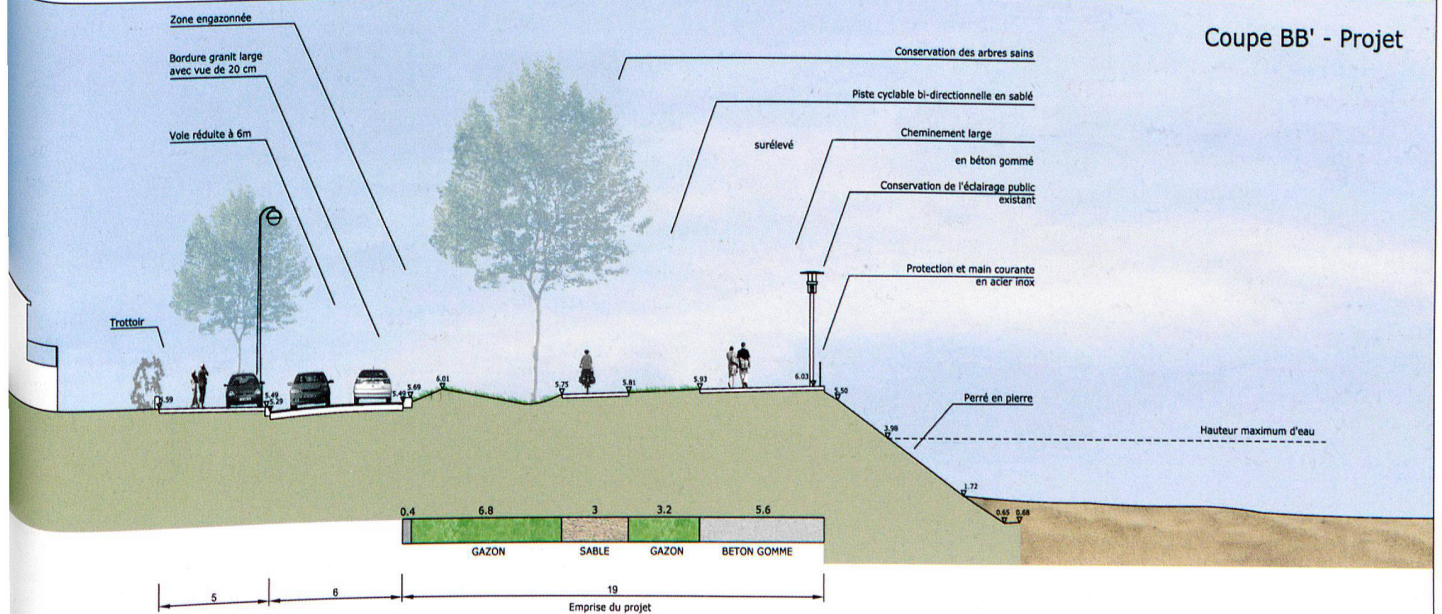 Coupe BB' - Projet
Zone engazonnée
Bordure granit large
avec vue de 20 cm
Voie réduite à 6m
Trottoir
Conservation des arbres sains
Piste cyclable bi-directionnelle en sablé
surélevé
Cheminement large
en béton gommé
Conservation de l'éclairage public
existant
Protection et main courante
en acier inox
Perré en pierre
Hauteur maximum d'eau
5.59
5.49
5.29
5.49
5.69
6.01
5.75
5.81
5.93
6.03
5.50
3.98
1.72
0.65 0.68
0.4 6.8 3 3.2 5.6
GAZON SABLE GAZON BETON GOMME
5 6 19
Emprise du projet